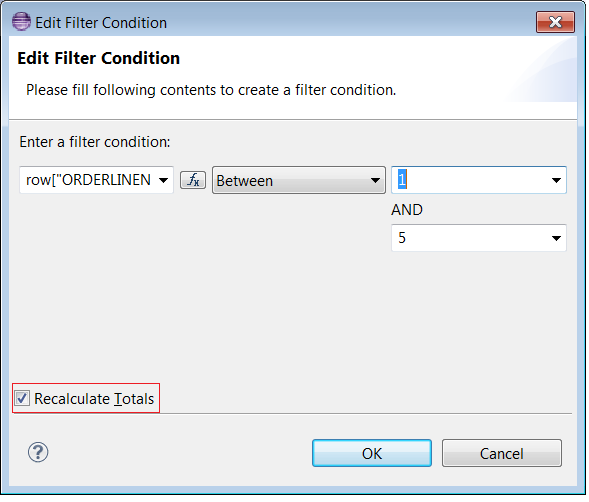 Edit Filter Condition
Edit Filter Condition
Please fill following contents to create a filter condition.
Enter a filter condition:
row["ORDERLINEN fx Between 1
AND
5
Recalculate Totals
? OK Cancel